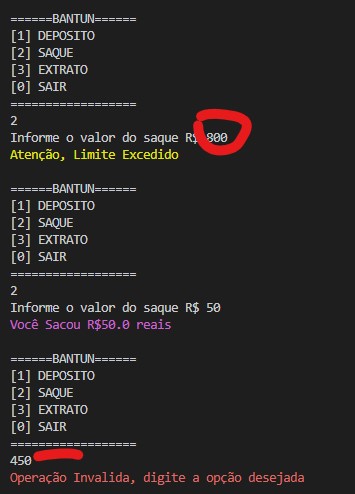 ======BANTUN======
[1] DEPOSITO
[2] SAQUE
[3] EXTRATO
[0] SAIR
==================
2
Informe o valor do saque R$ 800
Atenção, Limite Excedido
======BANTUN======
[1] DEPOSITO
[2] SAQUE
[3] EXTRATO
[0] SAIR
==================
2
Informe o valor do saque R$ 50
Você Sacou R$50.0 reais
======BANTUN======
[1] DEPOSITO
[2] SAQUE
[3] EXTRATO
[0] SAIR
==================
450
Operação Invalida, digite a opção desejada